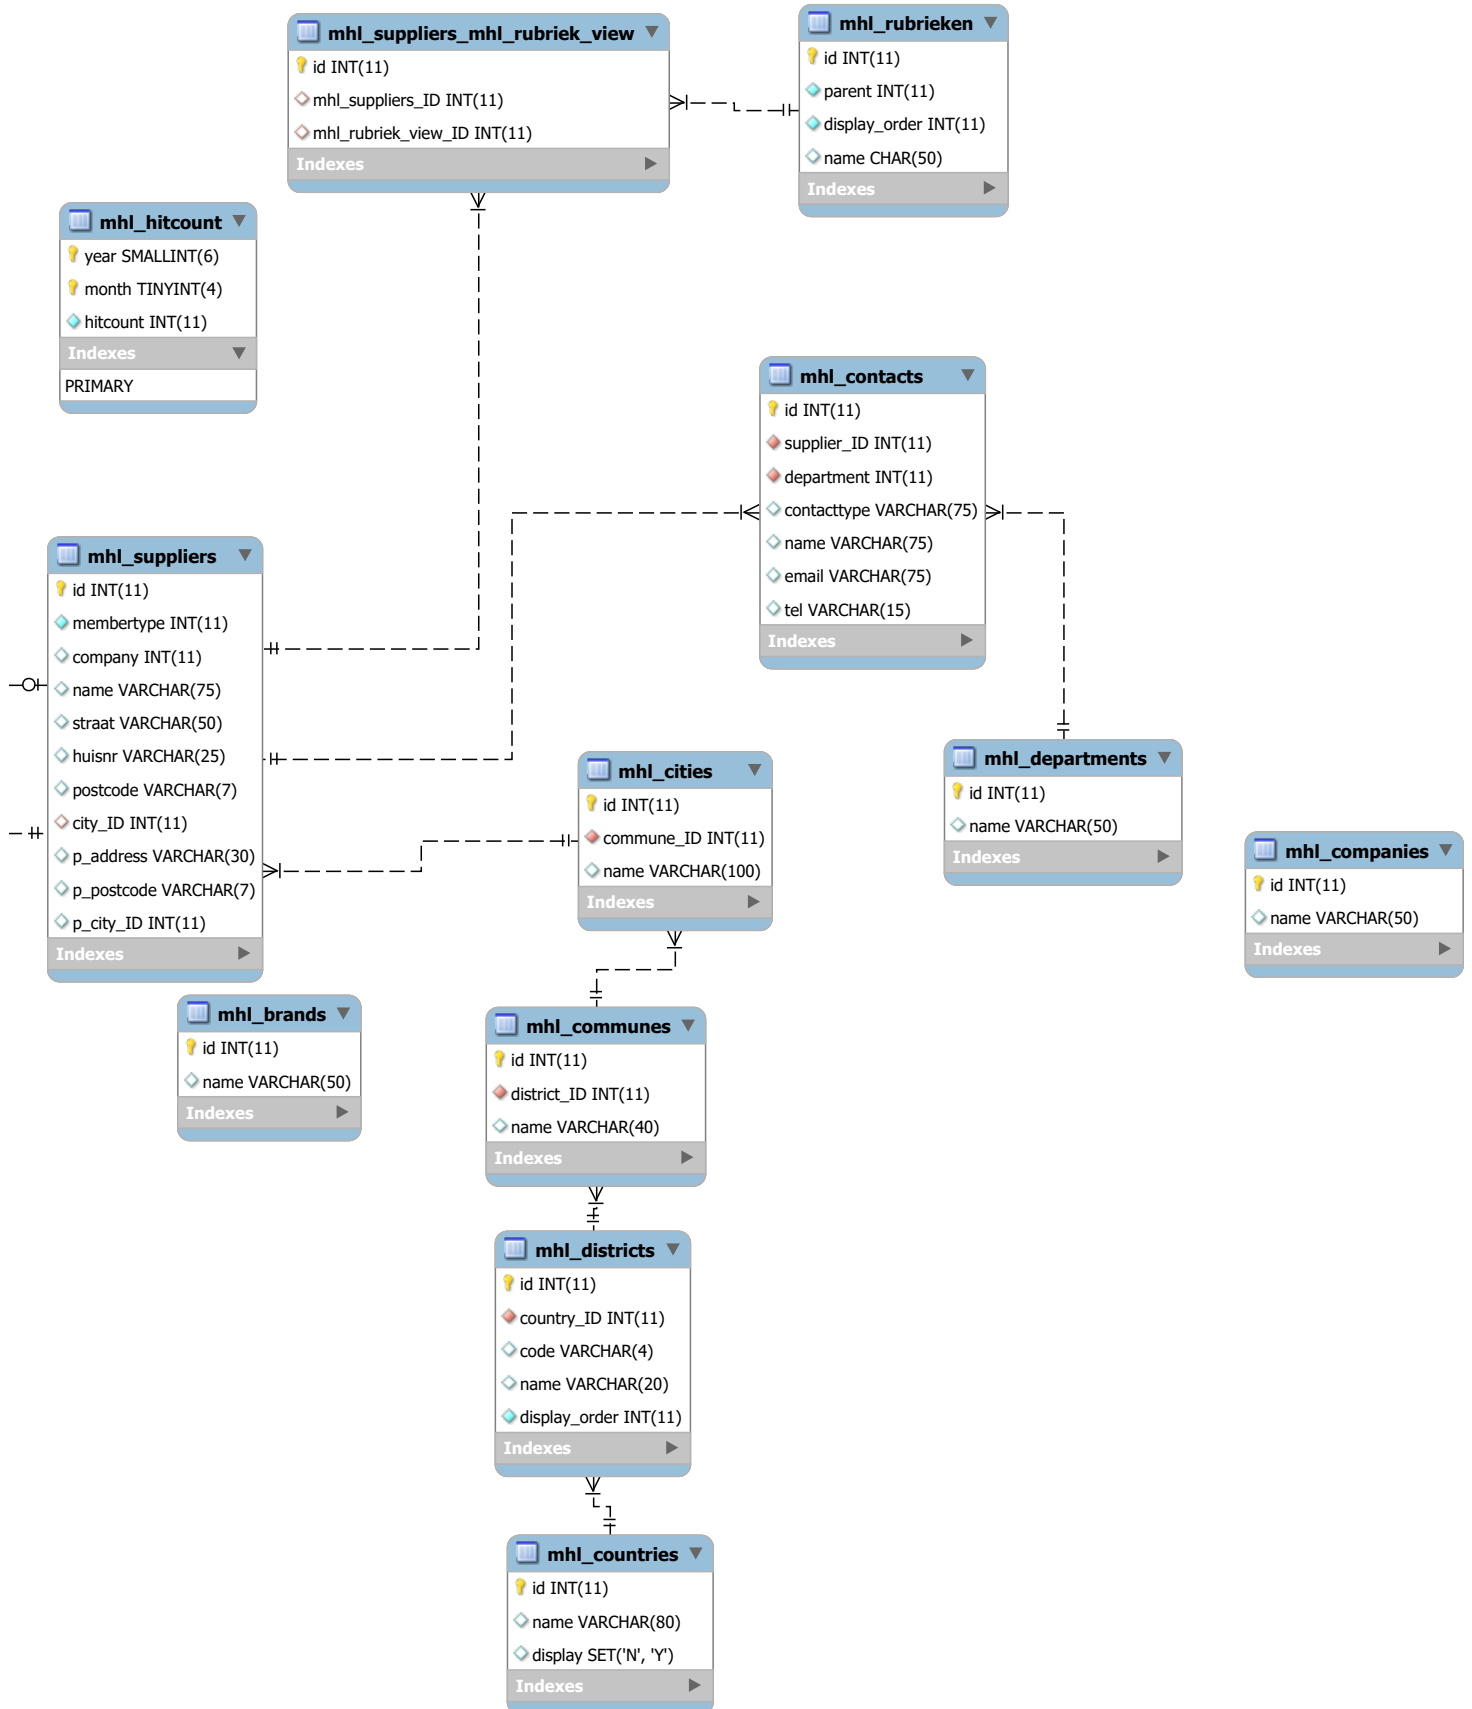 mhl_suppliers_mhl_rubriek_view
id INT(11)
mhl_suppliers_ID INT(11)
mhl_rubriek_view_ID INT(11)
Indexes
mhl_rubrieken
id INT(11)
parent INT(11)
display_order INT(11)
name CHAR(50)
Indexes
mhl_hitcount
year SMALLINT(6)
month TINYINT(4)
hitcount INT(11)
Indexes
PRIMARY
mhl_contacts
id INT(11)
supplier_ID INT(11)
department INT(11)
contacttype VARCHAR(75)
name VARCHAR(75)
email VARCHAR(75)
tel VARCHAR(15)
Indexes
mhl_suppliers
id INT(11)
membertype INT(11)
company INT(11)
name VARCHAR(75)
straat VARCHAR(50)
huisnr VARCHAR(25)
postcode VARCHAR(7)
city_ID INT(11)
p_address VARCHAR(30)
p_postcode VARCHAR(7)
p_city_ID INT(11)
Indexes
mhl_cities
id INT(11)
commune_ID INT(11)
name VARCHAR(100)
Indexes
mhl_departments
id INT(11)
name VARCHAR(50)
Indexes
mhl_companies
id INT(11)
name VARCHAR(50)
Indexes
mhl_brands
id INT(11)
name VARCHAR(50)
Indexes
mhl_communes
id INT(11)
district_ID INT(11)
name VARCHAR(40)
Indexes
mhl_districts
id INT(11)
country_ID INT(11)
code VARCHAR(4)
name VARCHAR(20)
display_order INT(11)
Indexes
mhl_countries
id INT(11)
name VARCHAR(80)
display SET('N', 'Y')
Indexes